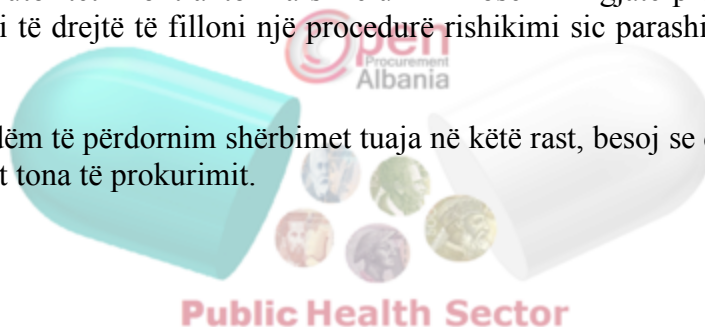 i të drejtë të filloni një procedurë rishikimi sic parashi
Open
Procurement
Albania
dëm të përdornim shërbimet tuaja në këtë rast, besoj se
t tona të prokurimit.
Public Health Sector